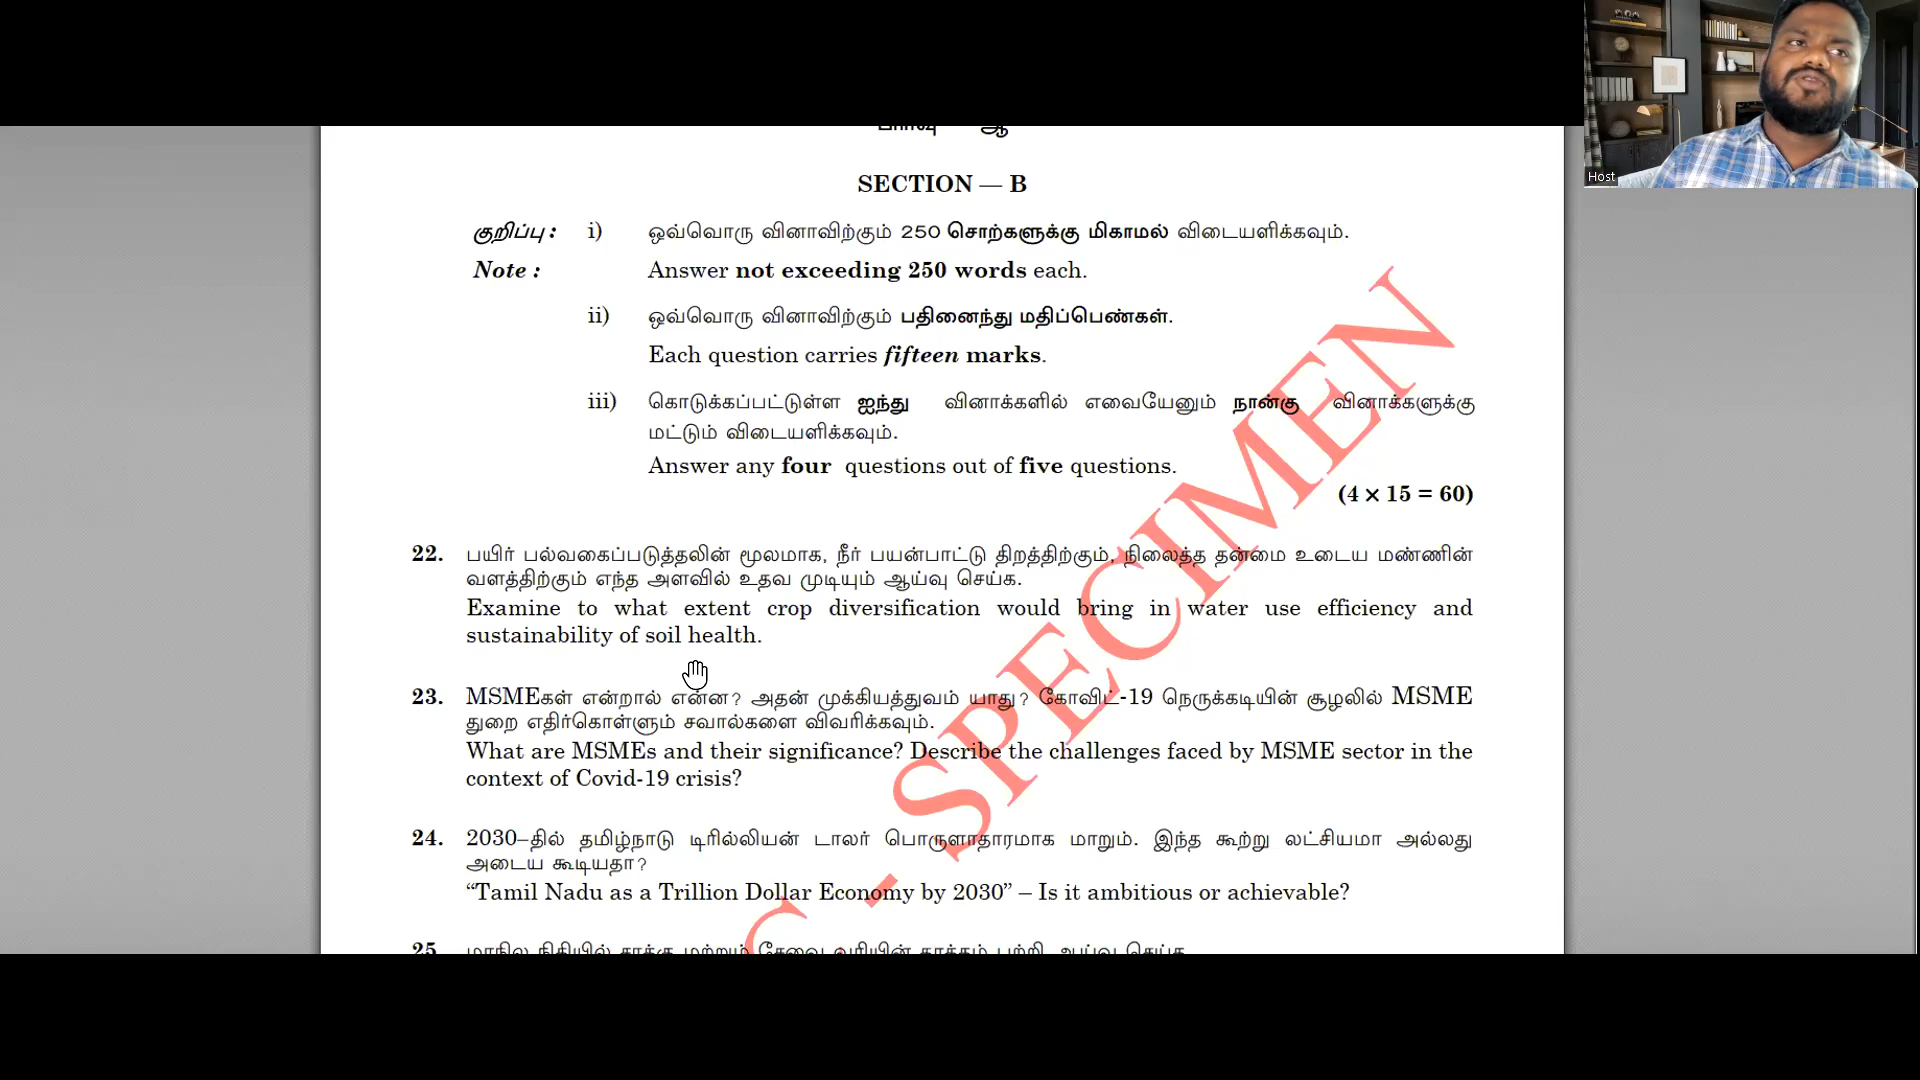 Host
பிரிவு — ஆ
SECTION — B
குறிப்பு : i) ஒவ்வொரு வினாவிற்கும் 250 சொற்களுக்கு மிகாமல் விடையளிக்கவும்.
Note : Answer not exceeding 250 words each.
ii) ஒவ்வொரு வினாவிற்கும் பதினைந்து மதிப்பெண்கள்.
Each question carries fifteen marks.
iii) கொடுக்கப்பட்டுள்ள ஐந்து வினாக்களில் எவையேனும் நான்கு வினாக்களுக்கு
மட்டும் விடையளிக்கவும்.
Answer any four questions out of five questions.
(4 × 15 = 60)
22. பயிர் பல்வகைப்படுத்தலின் மூலமாக, நீர் பயன்பாட்டு திறத்திற்கும், நிலைத்த தன்மை உடைய மண்ணின்
வளத்திற்கும் எந்த அளவில் உதவ முடியும் ஆய்வு செய்க.
Examine to what extent crop diversification would bring in water use efficiency and
sustainability of soil health.
23. MSMEகள் என்றால் என்ன? அதன் முக்கியத்துவம் யாது? கோவிட்-19 நெருக்கடியின் சூழலில் MSME
துறை எதிர்கொள்ளும் சவால்களை விவரிக்கவும்.
What are MSMEs and their significance? Describe the challenges faced by MSME sector in the
context of Covid-19 crisis?
24. 2030–தில் தமிழ்நாடு டிரில்லியன் டாலர் பொருளாதாரமாக மாறும். இந்த கூற்று லட்சியமா அல்லது
அடைய கூடியதா?
“Tamil Nadu as a Trillion Dollar Economy by 2030” – Is it ambitious or achievable?
25. மாநில நிதியில் சரக்கு மற்றும் சேவை வரியின் தாக்கம் பற்றி ஆய்வு செய்க.
C - SPECIMEN